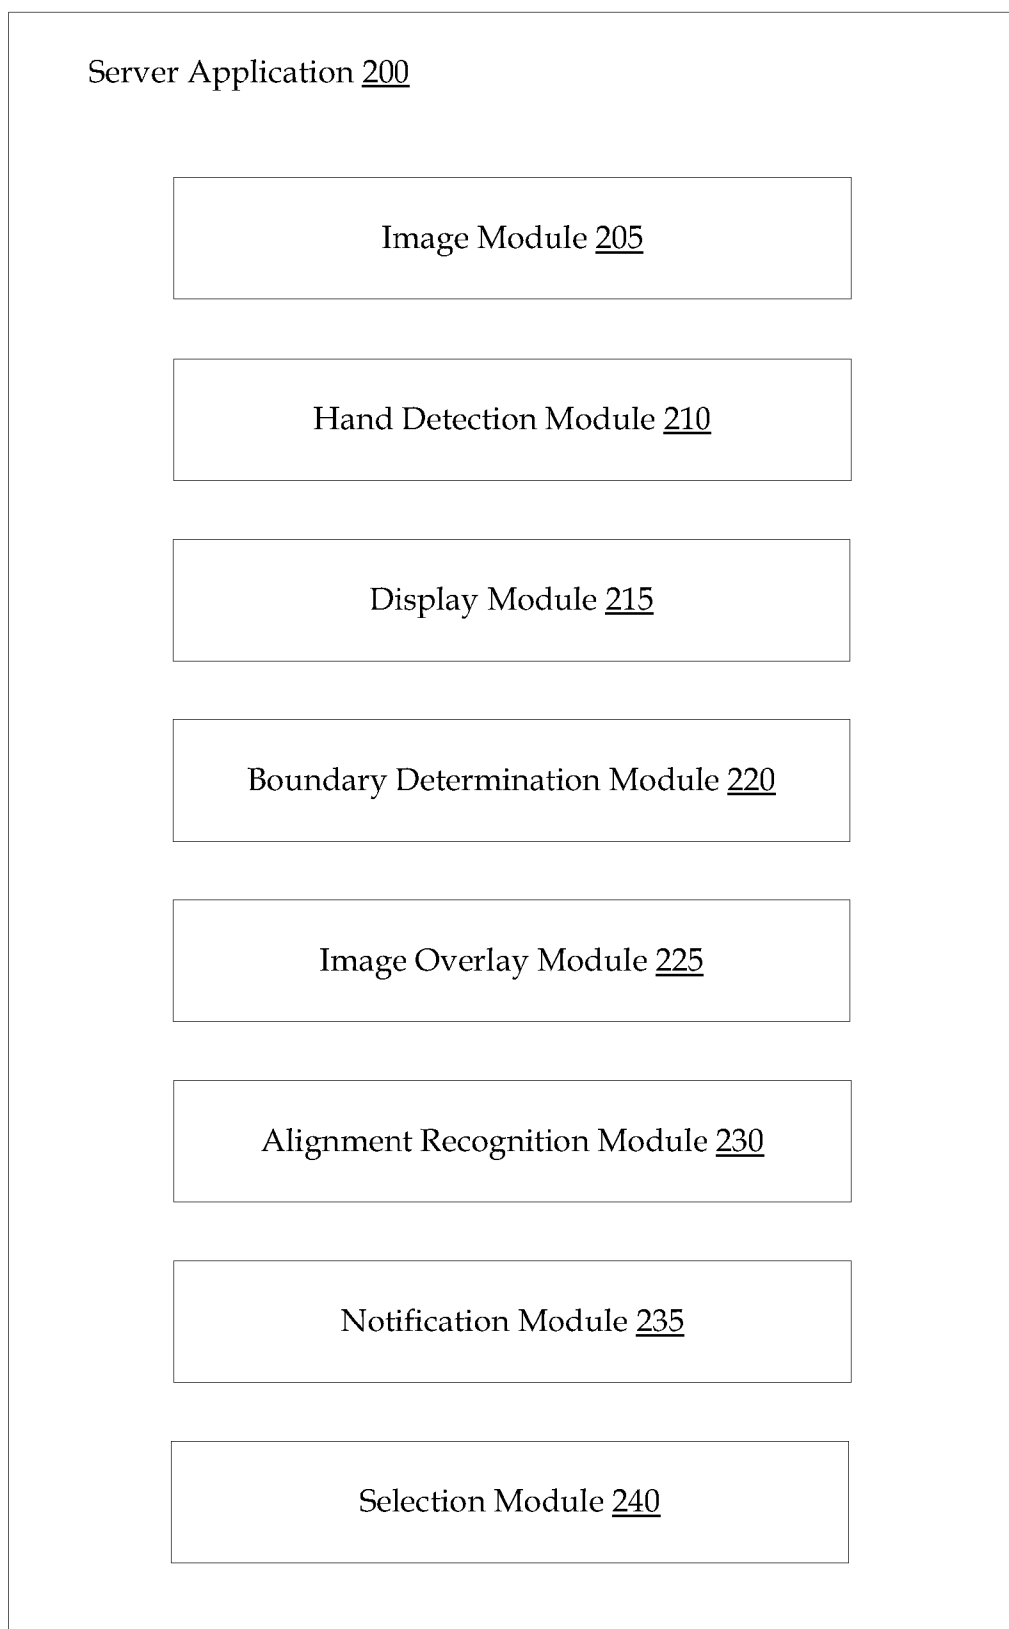 Server Application 200
Image Module 205
Hand Detection Module 210
Display Module 215
Boundary Determination Module 220
Image Overlay Module 225
Alignment Recognition Module 230
Notification Module 235
Selection Module 240